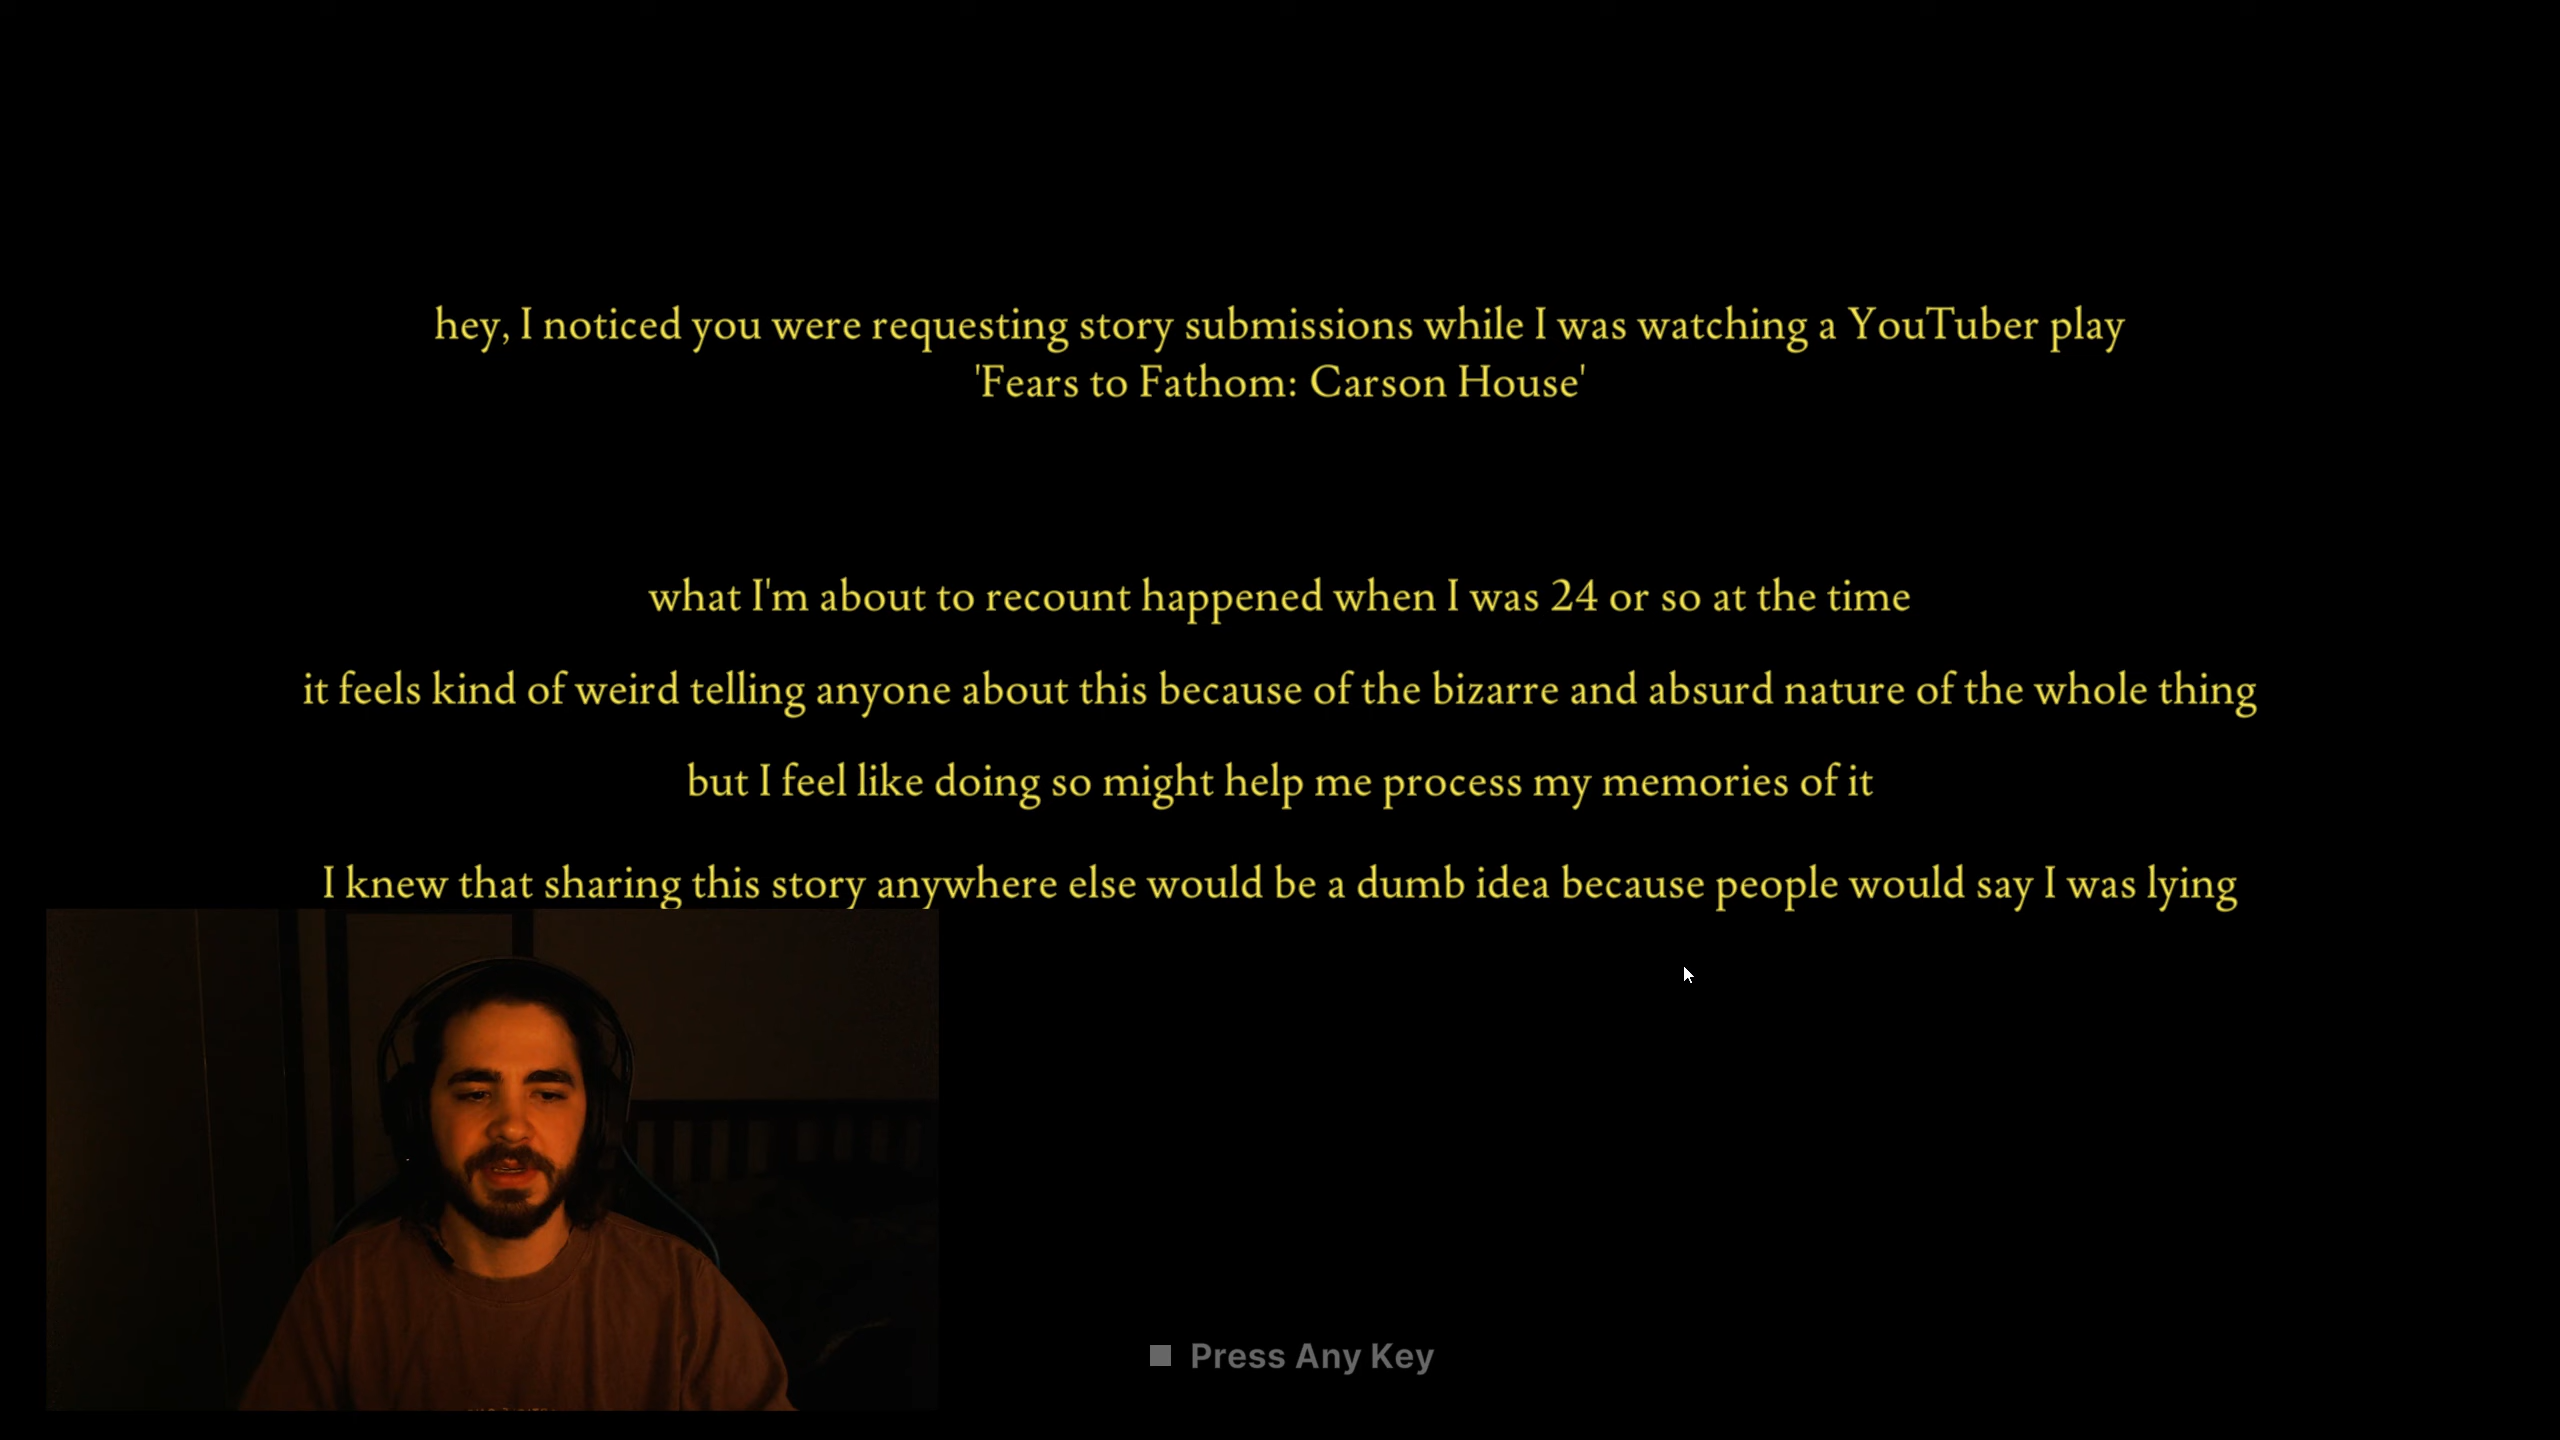 hey, I noticed you were requesting story submissions while I was watching a YouTuber play
'Fears to Fathom: Carson House'
what I'm about to recount happened when I was 24 or so at the time
it feels kind of weird telling anyone about this because of the bizarre and absurd nature of the whole thing
but I feel like doing so might help me process my memories of it
I knew that sharing this story anywhere else would be a dumb idea because people would say I was lying
Press Any Key